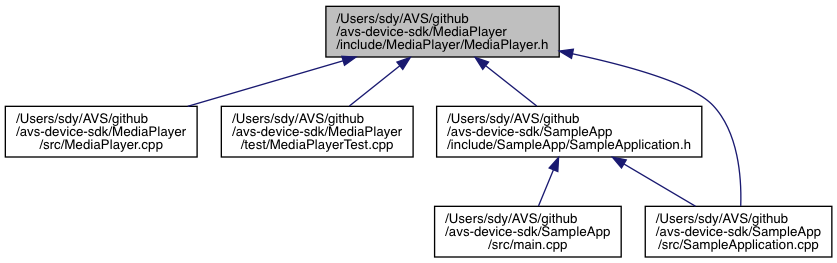 /Users/sdy/AVS/github
/avs-device-sdk/MediaPlayer
/include/MediaPlayer/MediaPlayer.h
/Users/sdy/AVS/github
/avs-device-sdk/MediaPlayer
/src/MediaPlayer.cpp
/Users/sdy/AVS/github
/avs-device-sdk/MediaPlayer
/test/MediaPlayerTest.cpp
/Users/sdy/AVS/github
/avs-device-sdk/SampleApp
/include/SampleApp/SampleApplication.h
/Users/sdy/AVS/github
/avs-device-sdk/SampleApp
/src/main.cpp
/Users/sdy/AVS/github
/avs-device-sdk/SampleApp
/src/SampleApplication.cpp